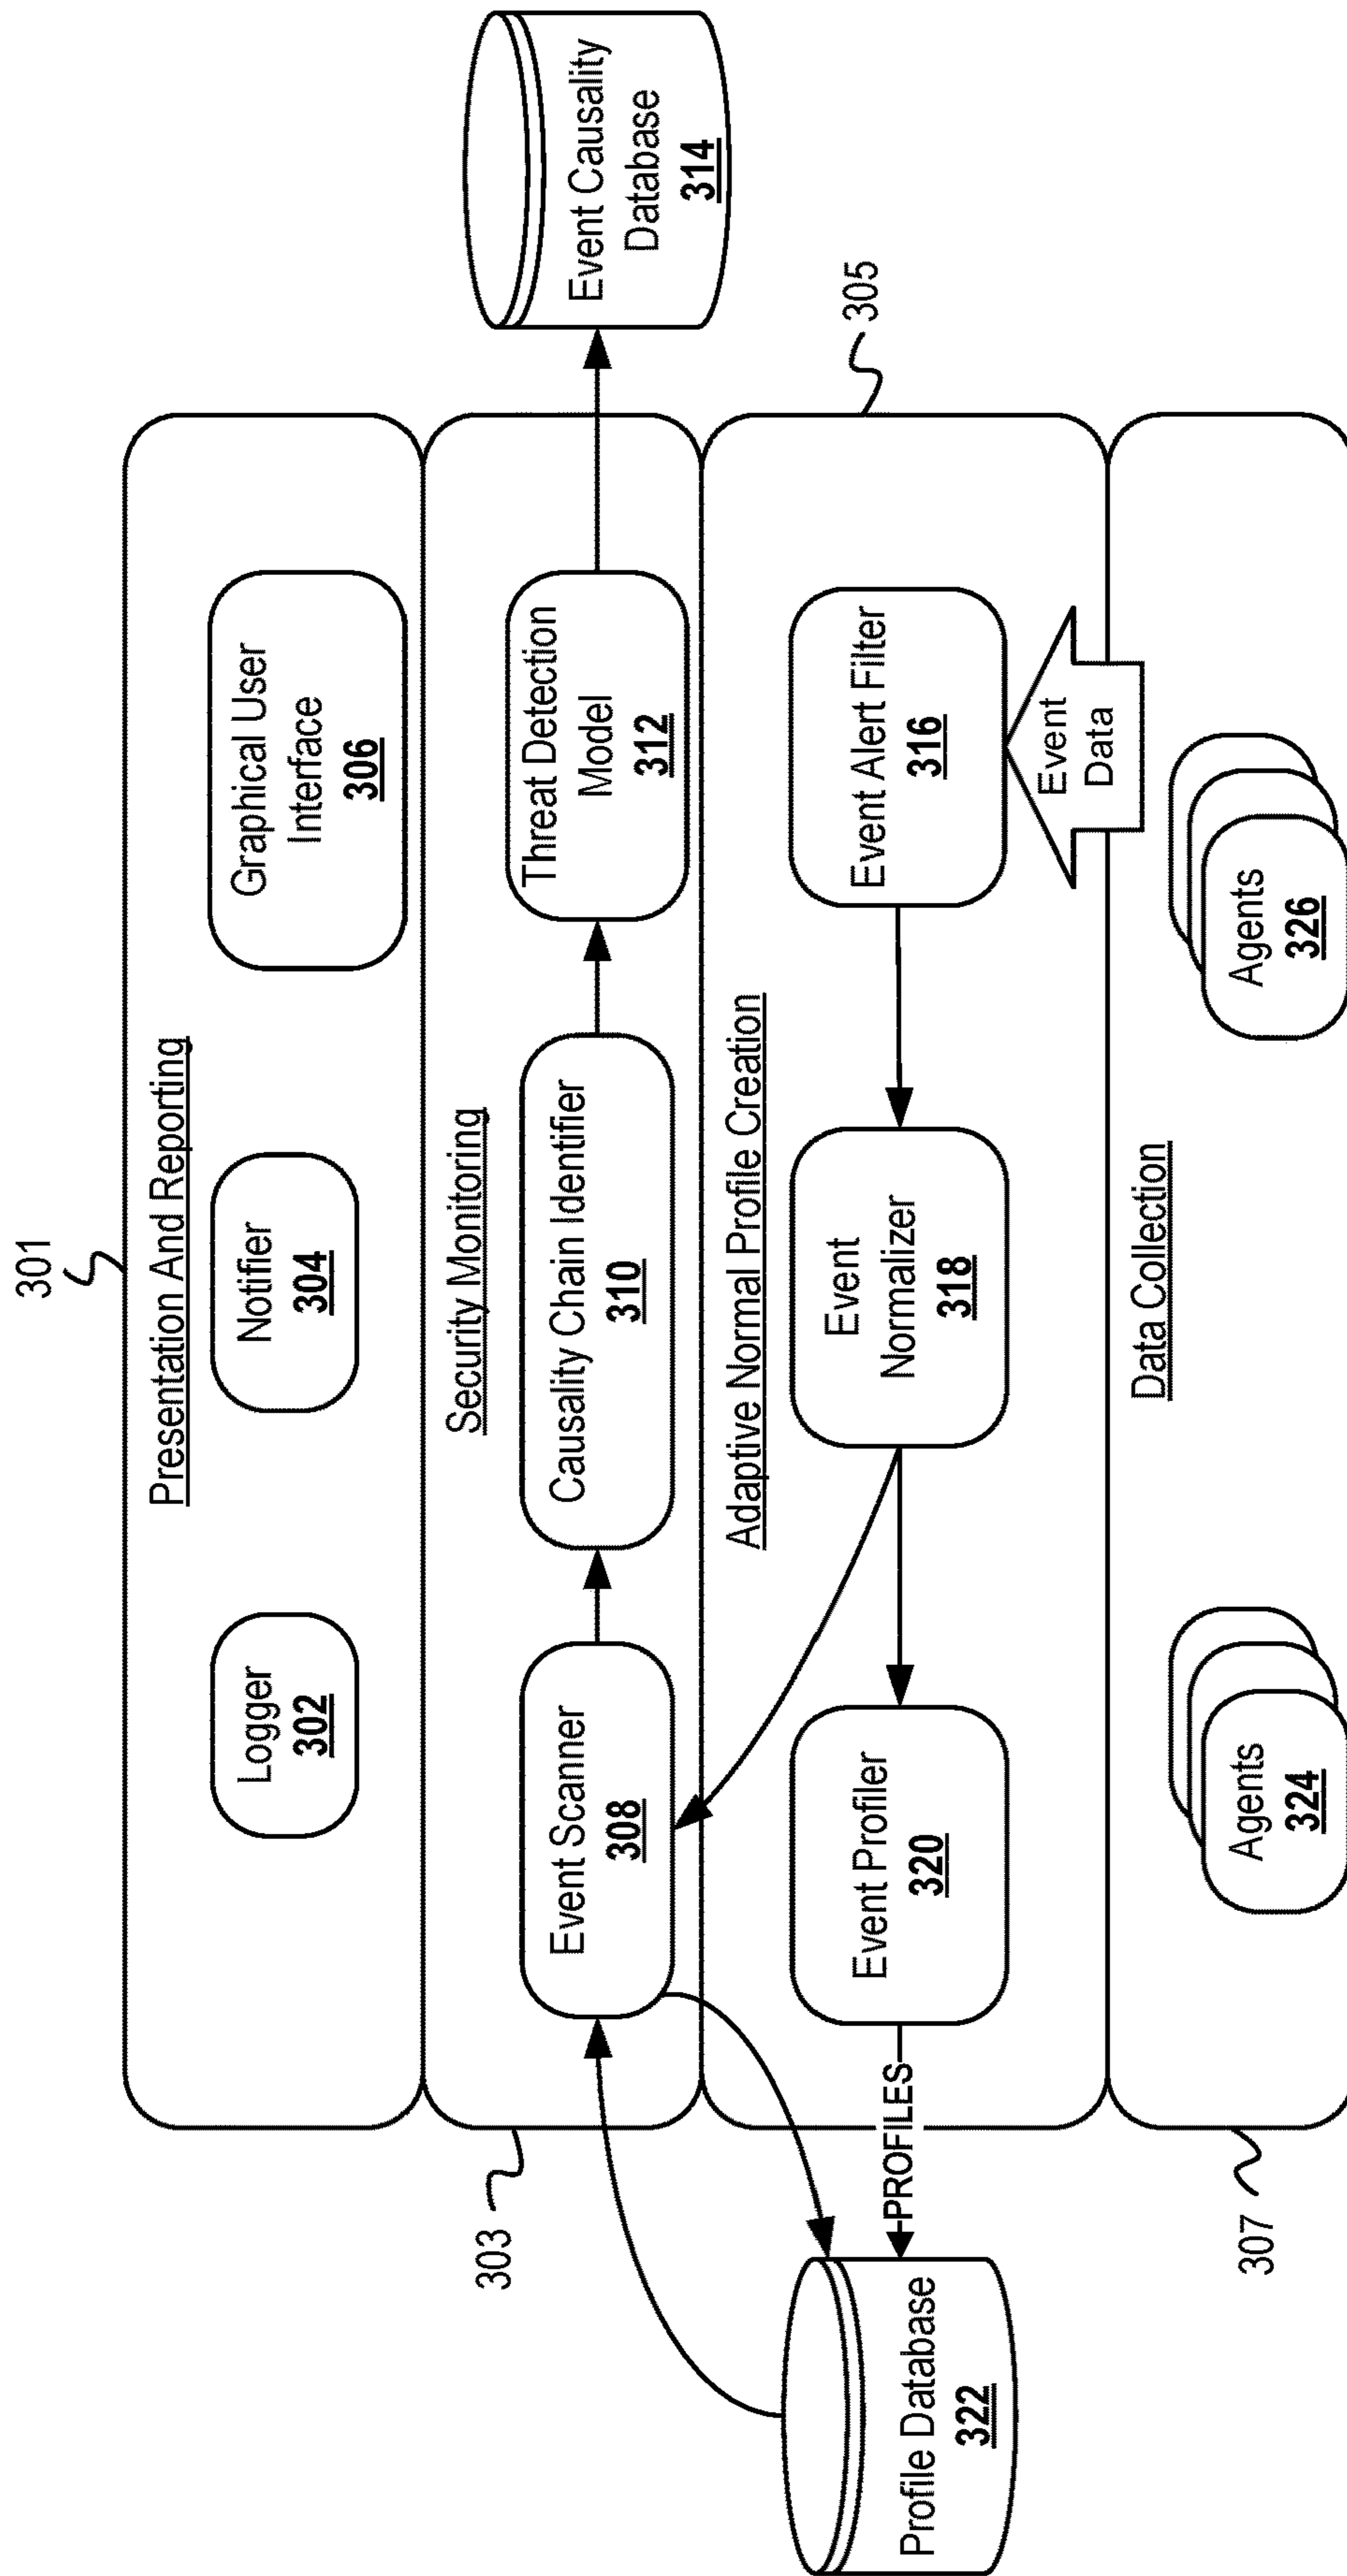 301
Presentation And Reporting
Logger
302
Notifier
304
Graphical User
Interface
306
303
Security Monitoring
Event Scanner
308
Causality Chain Identifier
310
Threat Detection
Model
312
Event Causality
Database
314
305
Adaptive Normal Profile Creation
Profile Database
322
PROFILES
Event Profiler
320
Event
Normalizer
318
Event Alert Filter
316
Event
Data
307
Data Collection
Agents
324
Agents
326